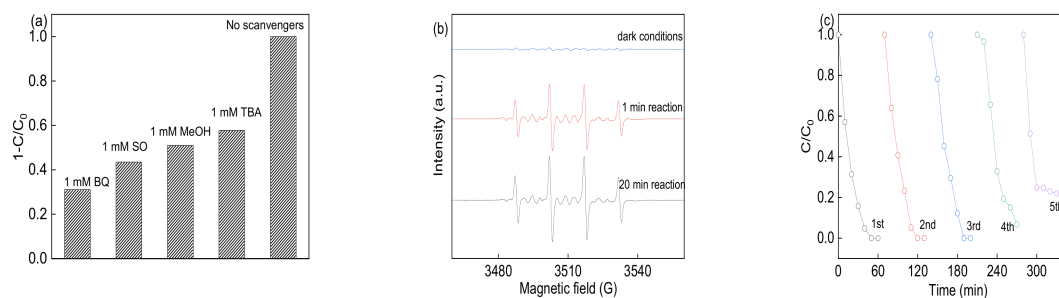 (a)
No scanvengers
1 mM TBA
1 mM MeOH
1 mM SO
1 mM BQ
1.0
0.8
0.6
0.4
0.2
0.0
1-C/C0
(b)
dark conditions
1 min reaction
20 min reaction
Intensity (a.u.)
3480 3510 3540
Magnetic field (G)
(c)
1.0
0.8
0.6
0.4
0.2
0.0
C/C0
1st 2nd 3rd 4th 5th
0 60 120 180 240 300
Time (min)